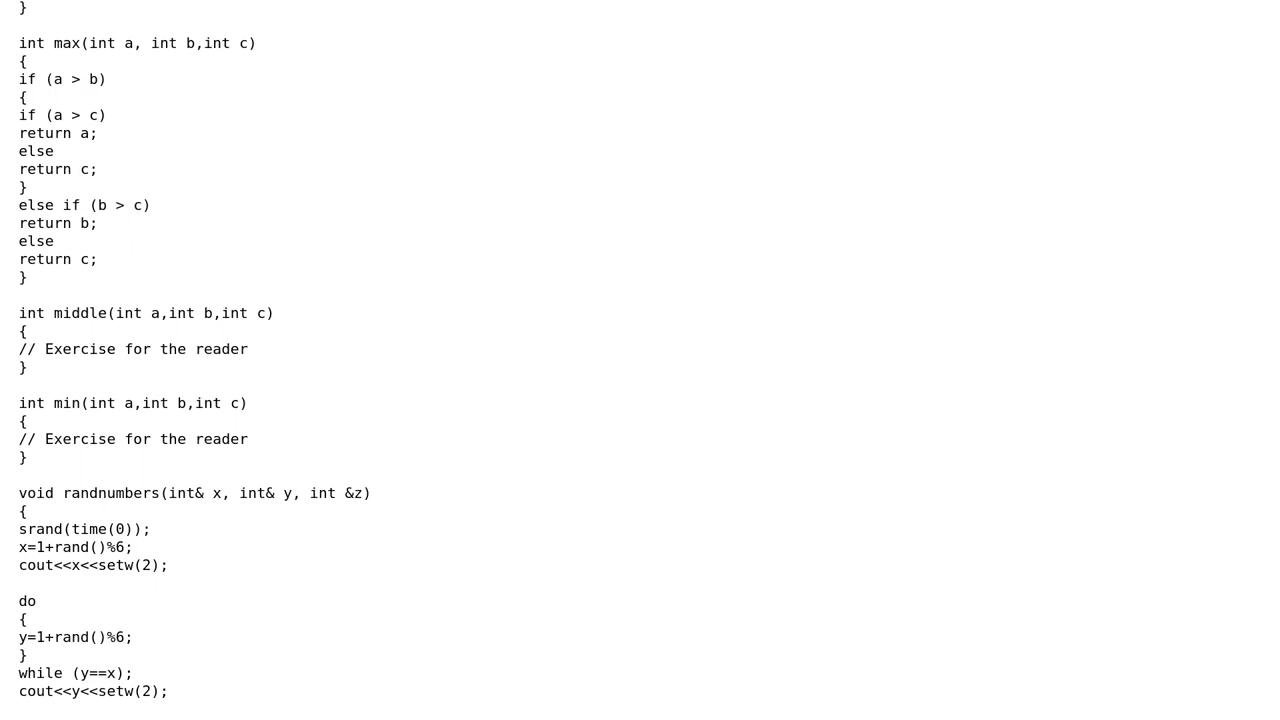 }
int max(int a, int b,int c)
{
if (a > b)
{
if (a > c)
return a;
else
return c;
}
else if (b > c)
return b;
else
return c;
}
int middle(int a,int b,int c)
{
// Exercise for the reader
}
int min(int a,int b,int c)
{
// Exercise for the reader
}
void randnumbers(int& x, int& y, int &z)
{
srand(time(0));
x=1+rand()%6;
cout<<x<<setw(2);
do
{
y=1+rand()%6;
}
while (y==x);
cout<<y<<setw(2);